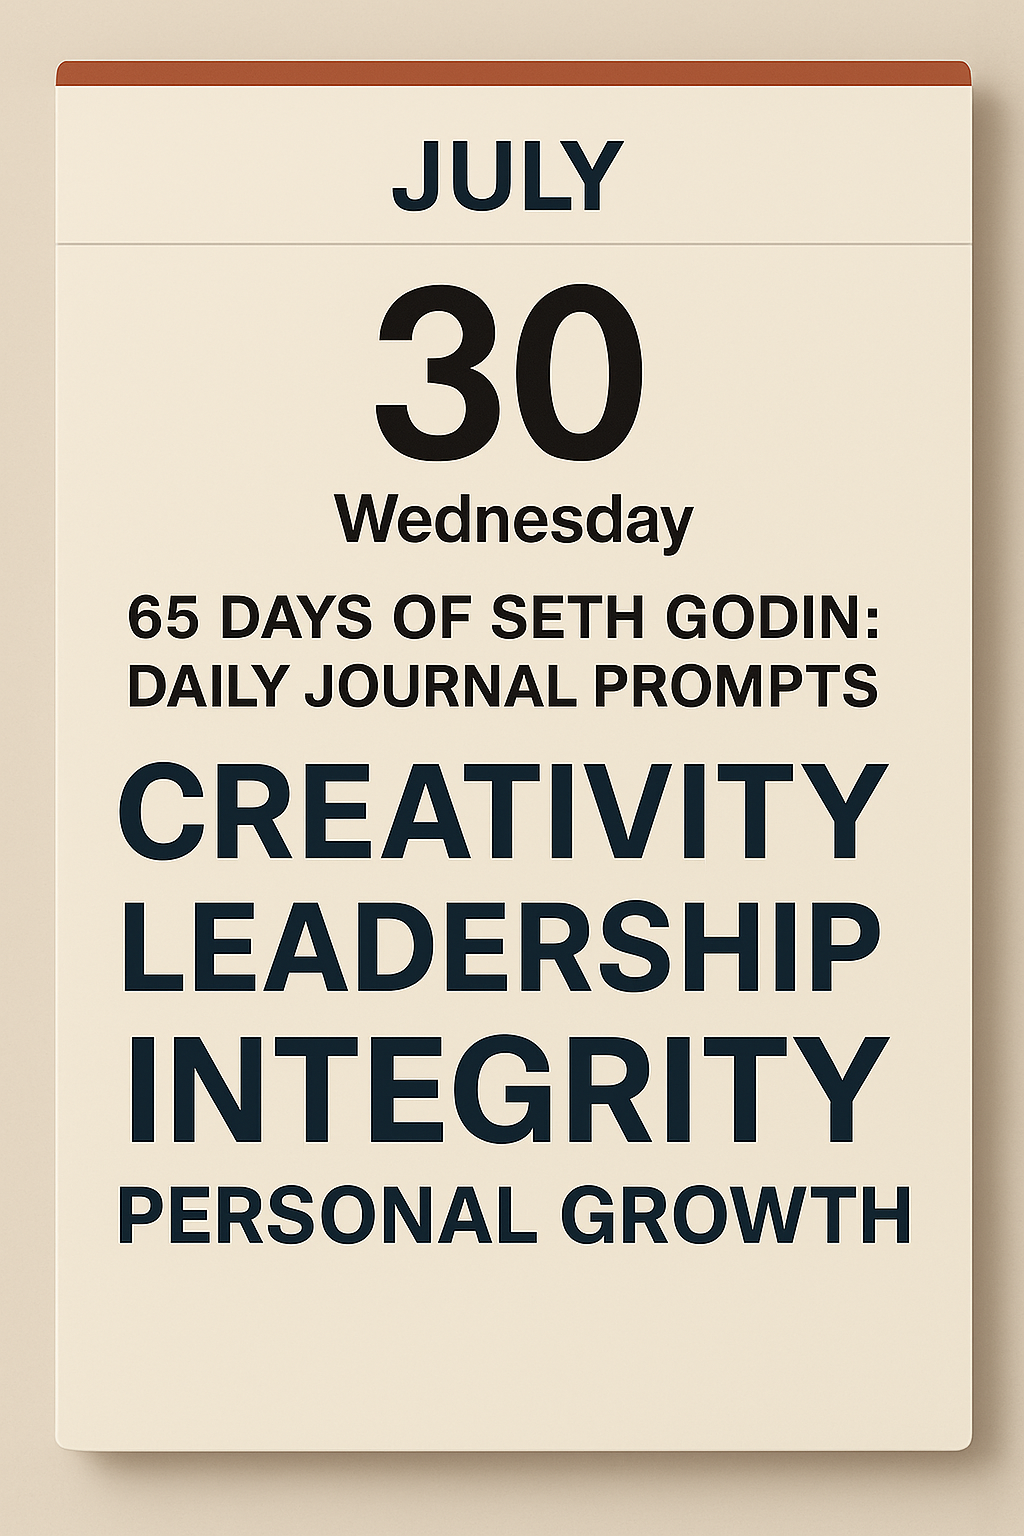 JULY
30
Wednesday
65 DAYS OF SETH GODIN:
DAILY JOURNAL PROMPTS
CREATIVITY
LEADERSHIP
INTEGRITY
PERSONAL GROWTH